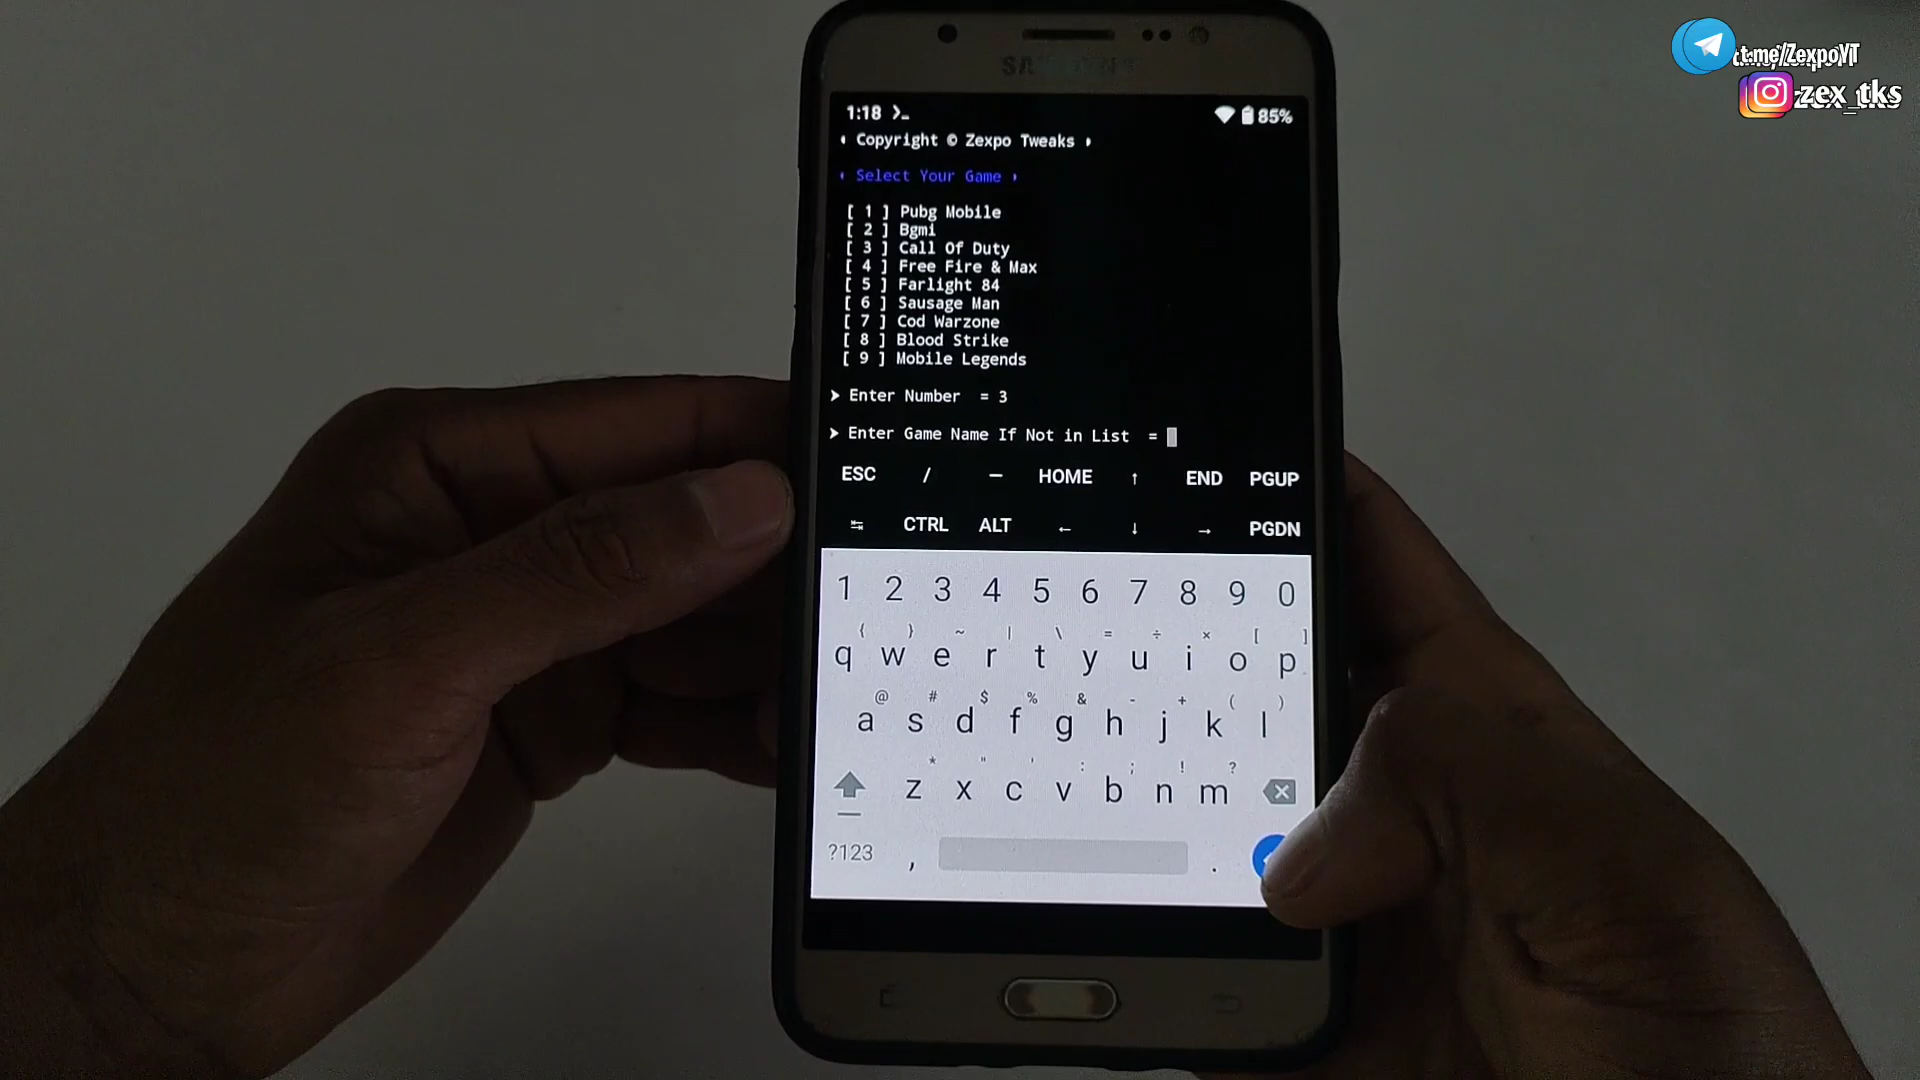 t.me/ZexpoYT
zex_tks
SAMSUNG
1:18 85%
Copyright © Zexpo Tweaks
Select Your Game
[ 1 ] Pubg Mobile
[ 2 ] Bgmi
[ 3 ] Call Of Duty
[ 4 ] Free Fire & Max
[ 5 ] Farlight 84
[ 6 ] Sausage Man
[ 7 ] Cod Warzone
[ 8 ] Blood Strike
[ 9 ] Mobile Legends
➤ Enter Number = 3
➤ Enter Game Name If Not in List =
ESC / — HOME ↑ END PGUP
↹ CTRL ALT ← ↓ → PGDN
1 2 3 4 5 6 7 8 9 0
{ } ~ | \ = ÷ × [ ]
q w e r t y u i o p
@ # $ % & - + ( )
a s d f g h j k l
* " ' : ; ! ?
z x c v b n m
?123 , .